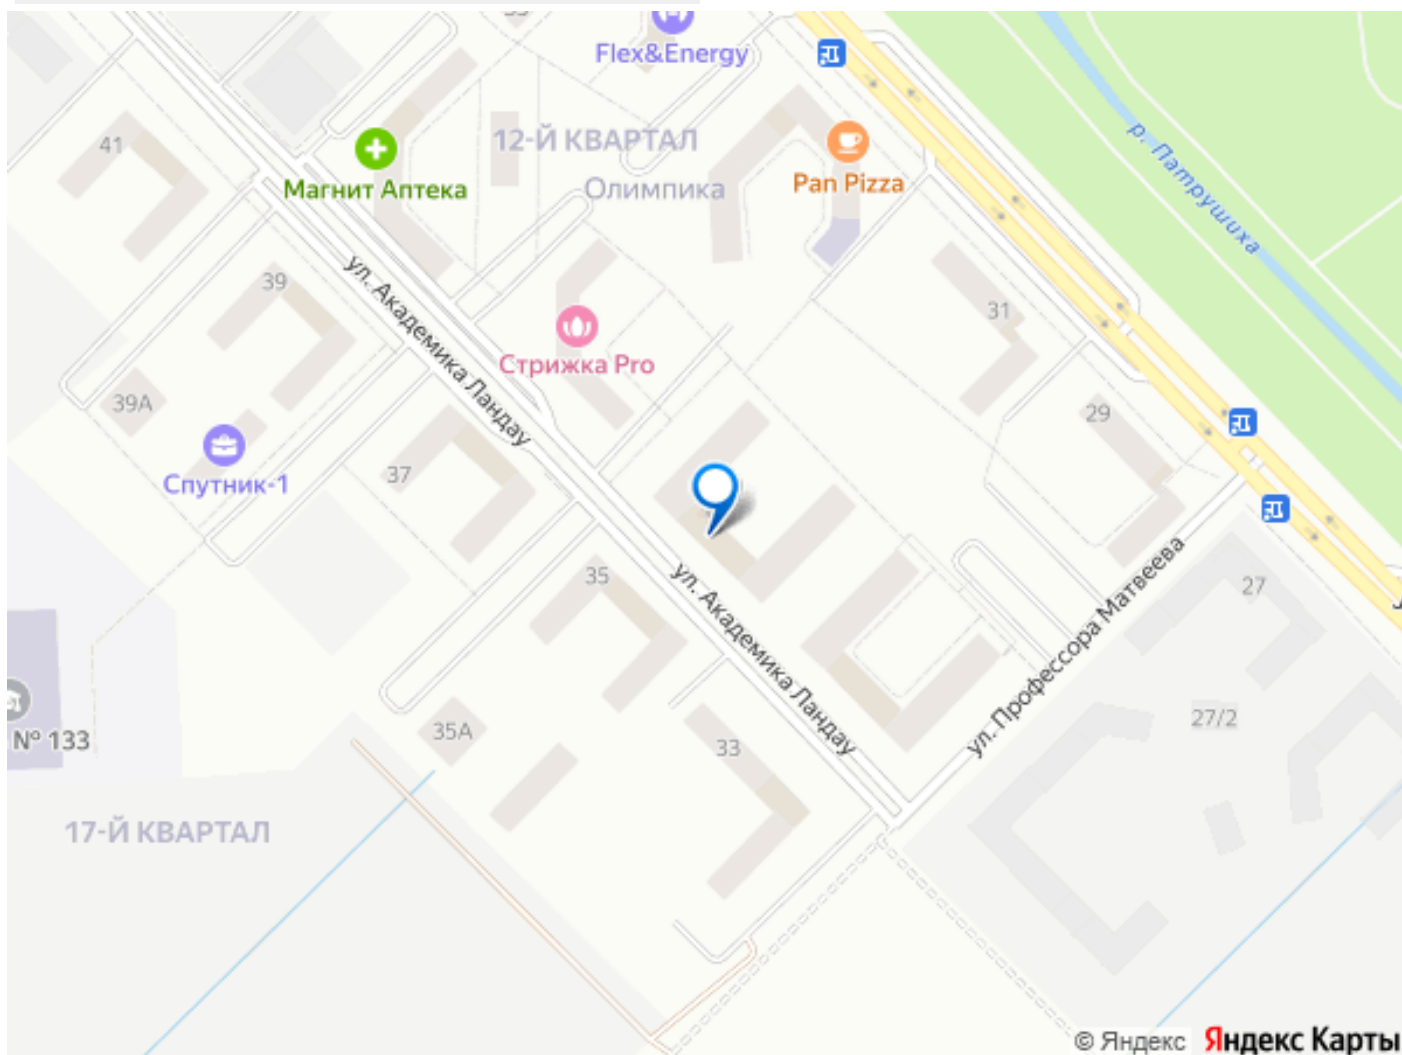 Flex&Energy
41
12-Й КВАРТАЛ
Pan Pizza
р. Патрушиха
Магнит Аптека
Олимпика
39
ул. Академика Ландау
31
Стрижка Pro
39А
29
37
Спутник-1
35
ул. Академика Ландау
ул. Профессора Матвеева
27
35А
33
27/2
№ 133
17-Й КВАРТАЛ
© Яндекс Яндекс Карты